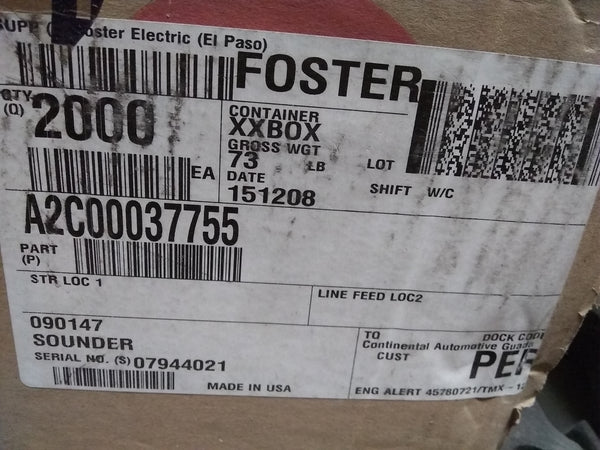 SUPP ( Foster Electric (El Paso)
FOSTER
QTY
(Q)
2000
EA
CONTAINER
XXBOX
GROSS WGT
73 LB
DATE
151208
LOT
SHIFT W/C
A2C00037755
PART
(P)
STR LOC 1
LINE FEED LOC2
090147
SOUNDER
SERIAL NO. (S) 07944021
MADE IN USA
TO DOCK CODE
Continental Automotive
CUST
PER
ENG ALERT 45780721/TMX -